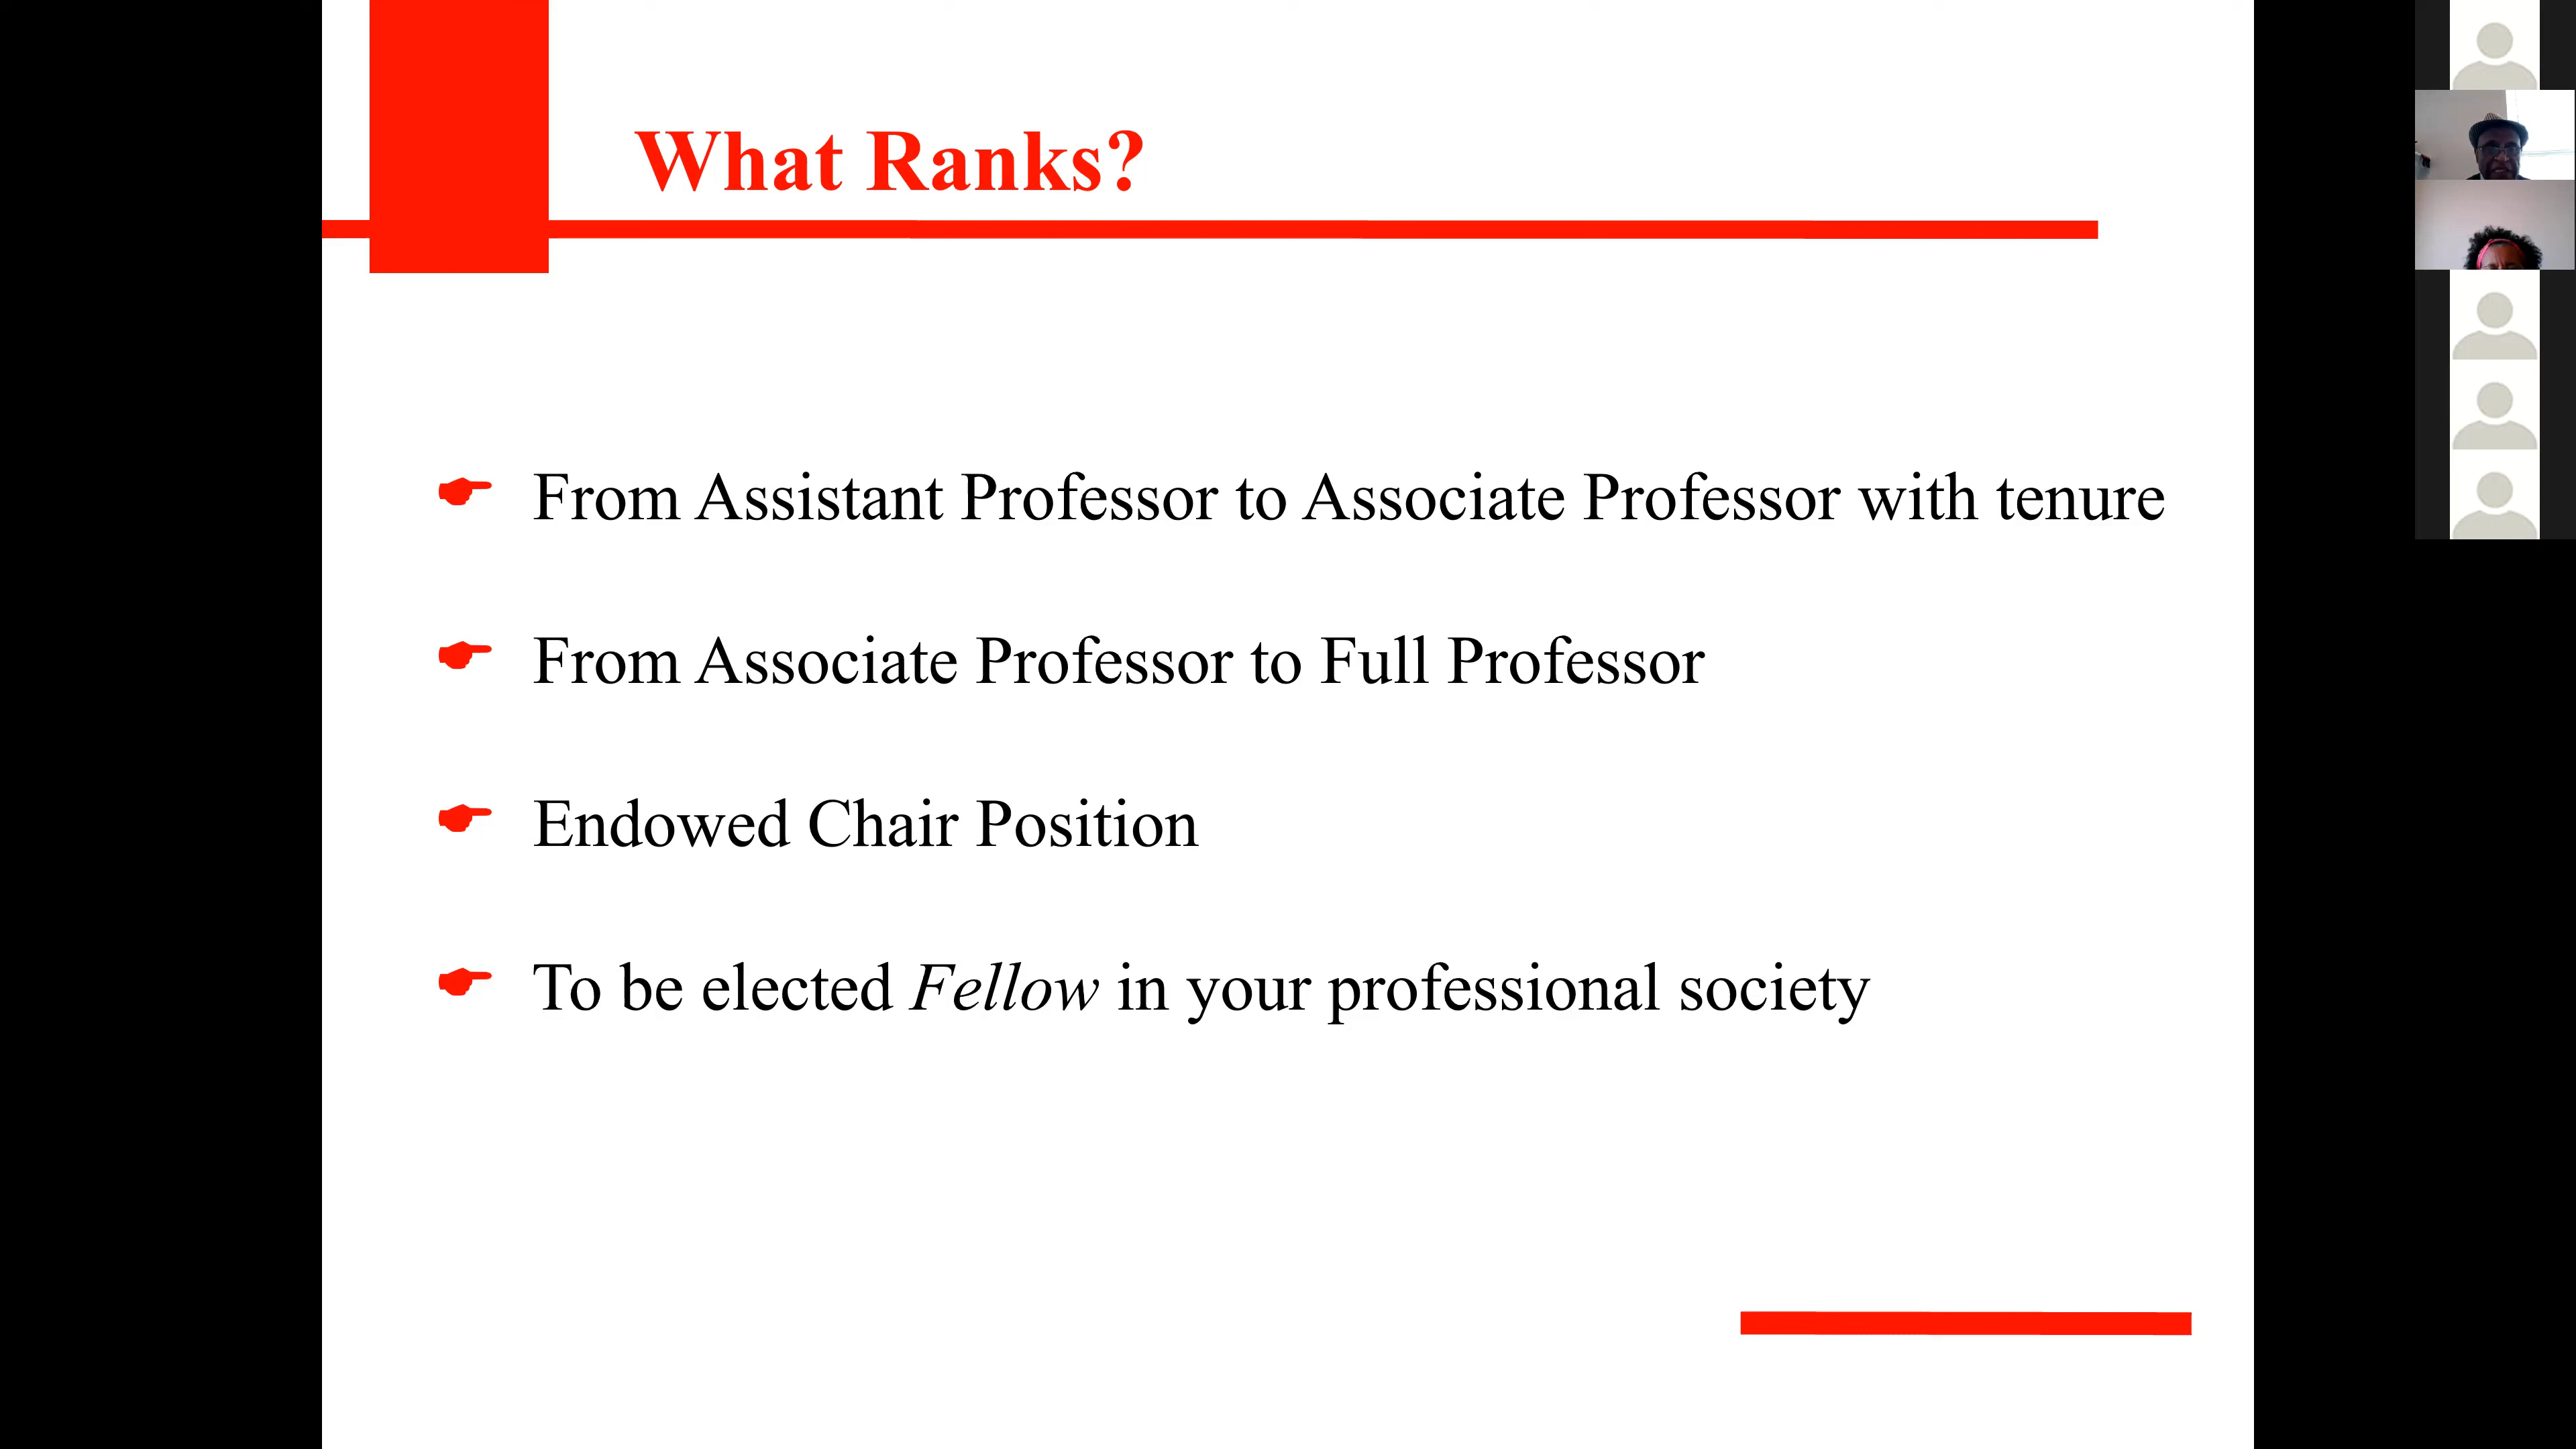 What Ranks?
From Assistant Professor to Associate Professor with tenure
From Associate Professor to Full Professor
Endowed Chair Position
To be elected Fellow in your professional society